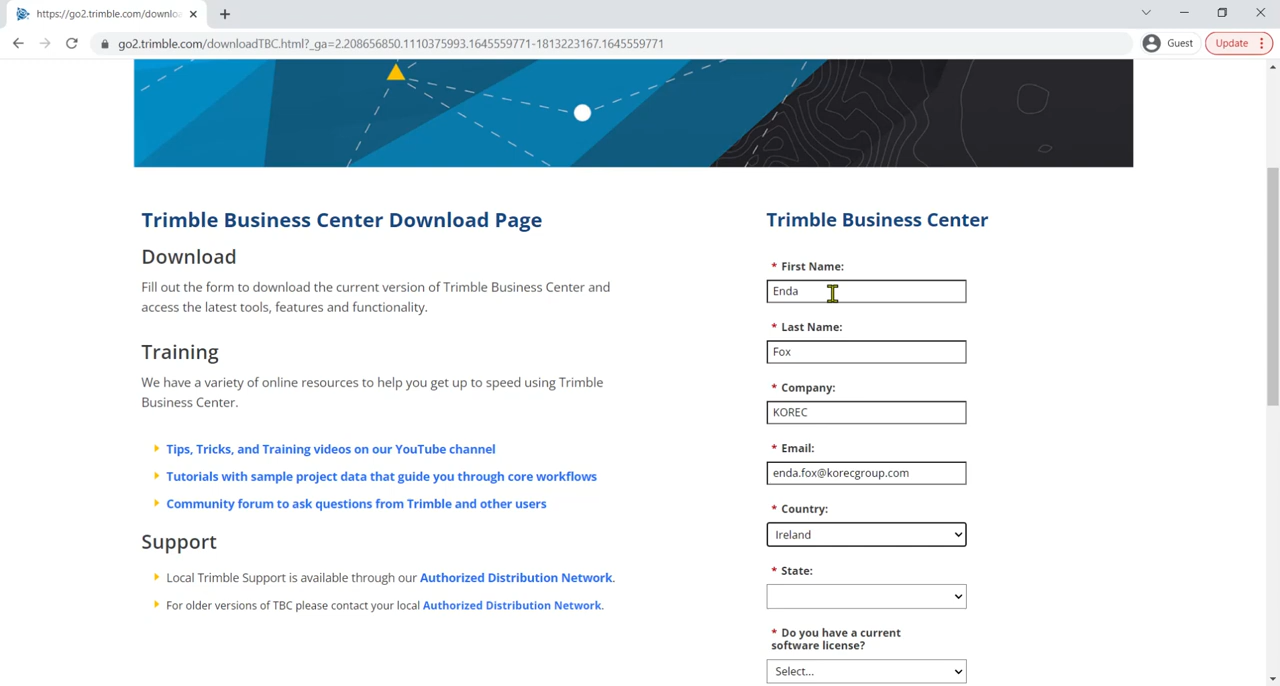 https://go2.trimble.com/downlo
go2.trimble.com/downloadTBC.html?_ga=2.208656850.1110375993.1645559771-1813223167.1645559771
Guest
Update
Trimble Business Center Download Page
Download
Fill out the form to download the current version of Trimble Business Center and
access the latest tools, features and functionality.
Training
We have a variety of online resources to help you get up to speed using Trimble
Business Center.
Tips, Tricks, and Training videos on our YouTube channel
Tutorials with sample project data that guide you through core workflows
Community forum to ask questions from Trimble and other users
Support
Local Trimble Support is available through our Authorized Distribution Network.
For older versions of TBC please contact your local Authorized Distribution Network.
Trimble Business Center
* First Name:
Enda
* Last Name:
Fox
* Company:
KOREC
* Email:
enda.fox@korecgroup.com
* Country:
Ireland
* State:
* Do you have a current
software license?
Select...